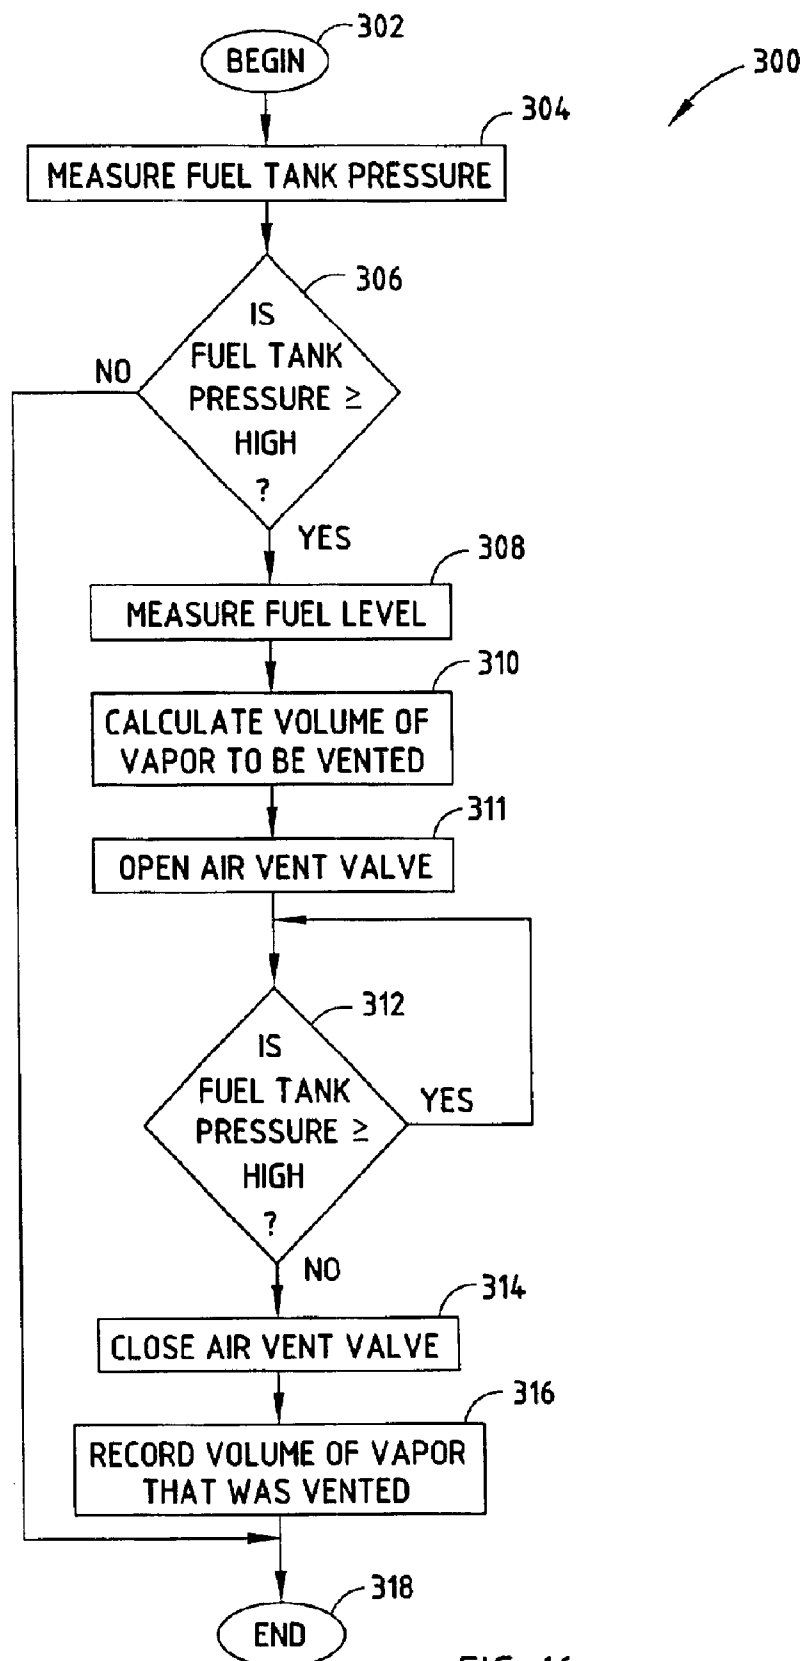 302
BEGIN
300
304
MEASURE FUEL TANK PRESSURE
306
IS
FUEL TANK
PRESSURE ≥
HIGH
?
NO
YES
308
MEASURE FUEL LEVEL
310
CALCULATE VOLUME OF
VAPOR TO BE VENTED
311
OPEN AIR VENT VALVE
312
IS
FUEL TANK
PRESSURE ≥
HIGH
?
YES
NO
314
CLOSE AIR VENT VALVE
316
RECORD VOLUME OF VAPOR
THAT WAS VENTED
318
END